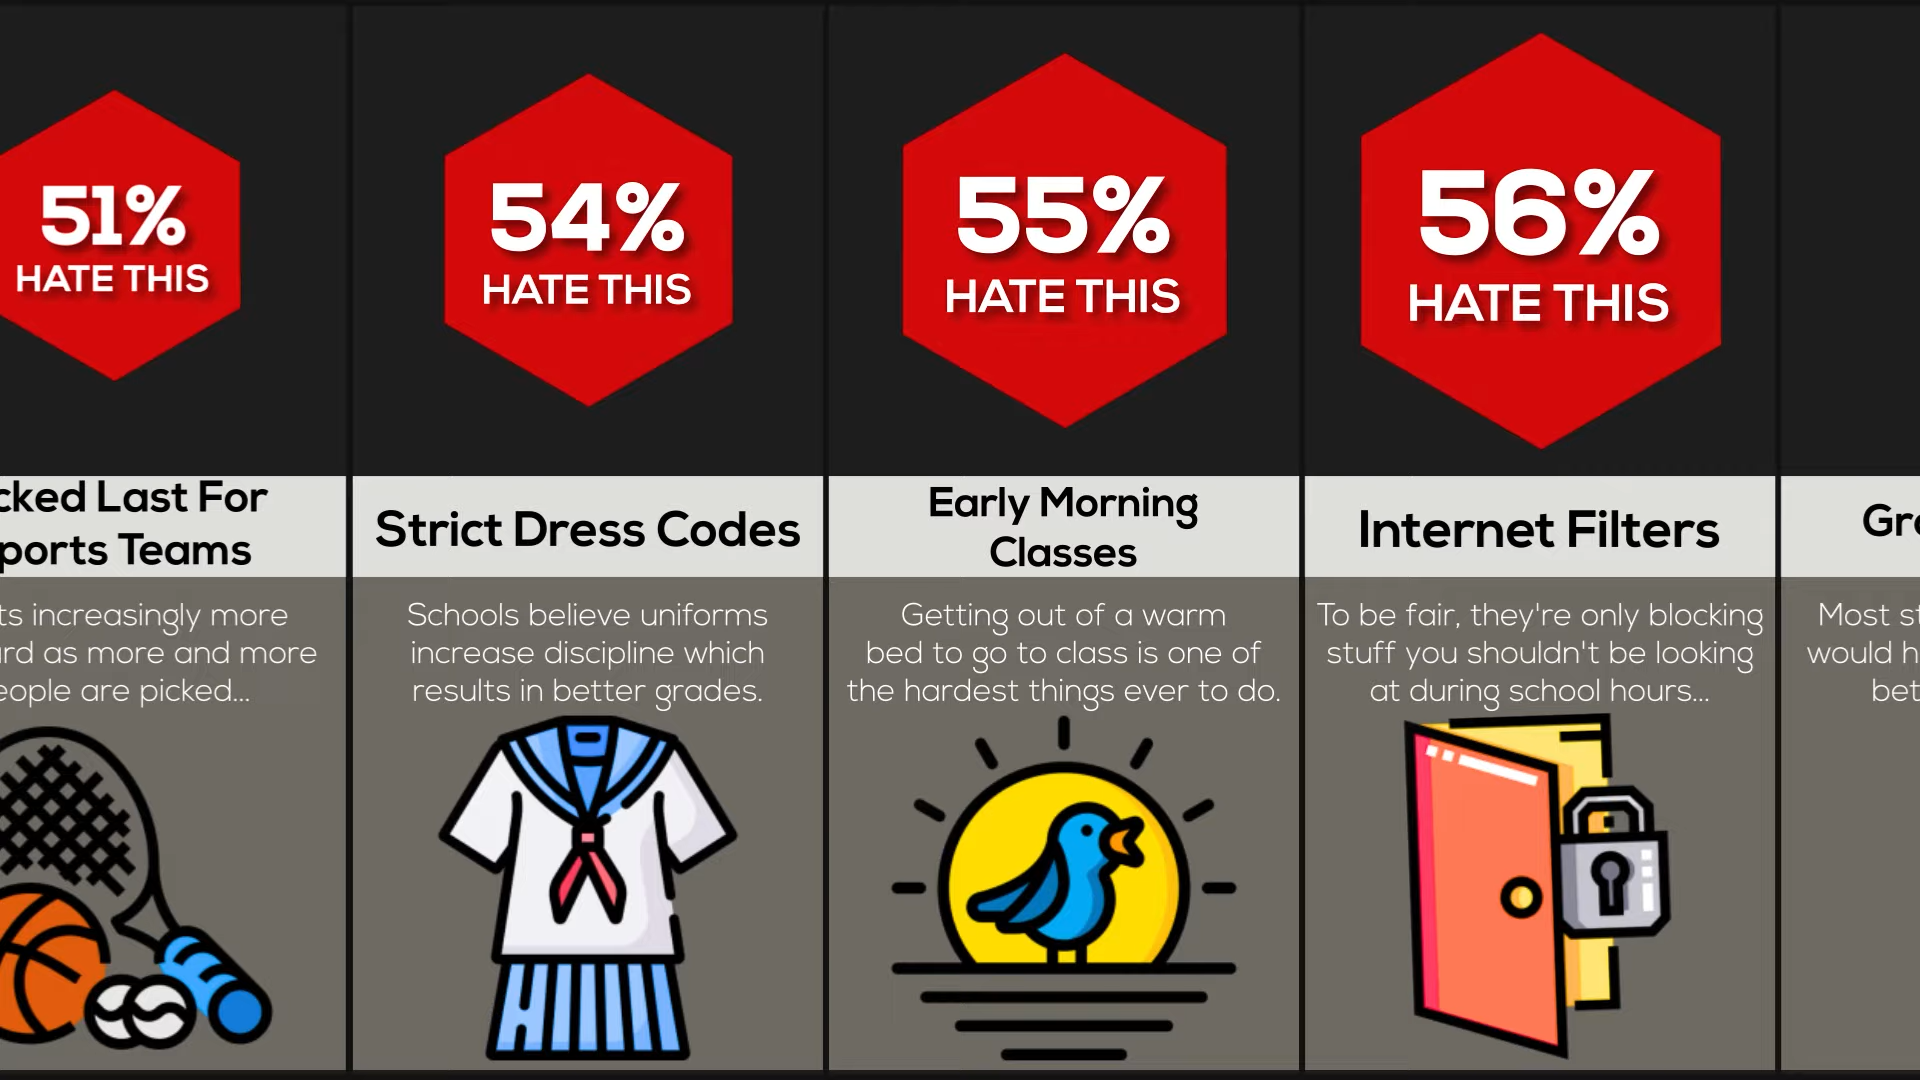 51%
HATE THIS
cked Last For
ports Teams
ts increasingly more
ard as more and more
eople are picked...
54%
HATE THIS
Strict Dress Codes
Schools believe uniforms
increase discipline which
results in better grades.
55%
HATE THIS
Early Morning
Classes
Getting out of a warm
bed to go to class is one of
the hardest things ever to do.
56%
HATE THIS
Internet Filters
To be fair, they're only blocking
stuff you shouldn't be looking
at during school hours...
Gr
Most st
would h
bet